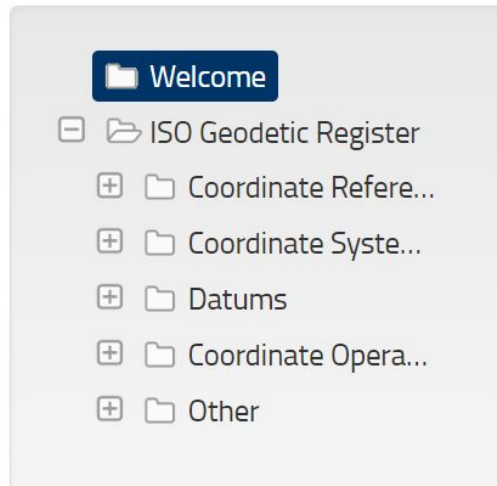 Welcome
ISO Geodetic Register
Coordinate Refere...
Coordinate Syste...
Datums
Coordinate Opera...
Other